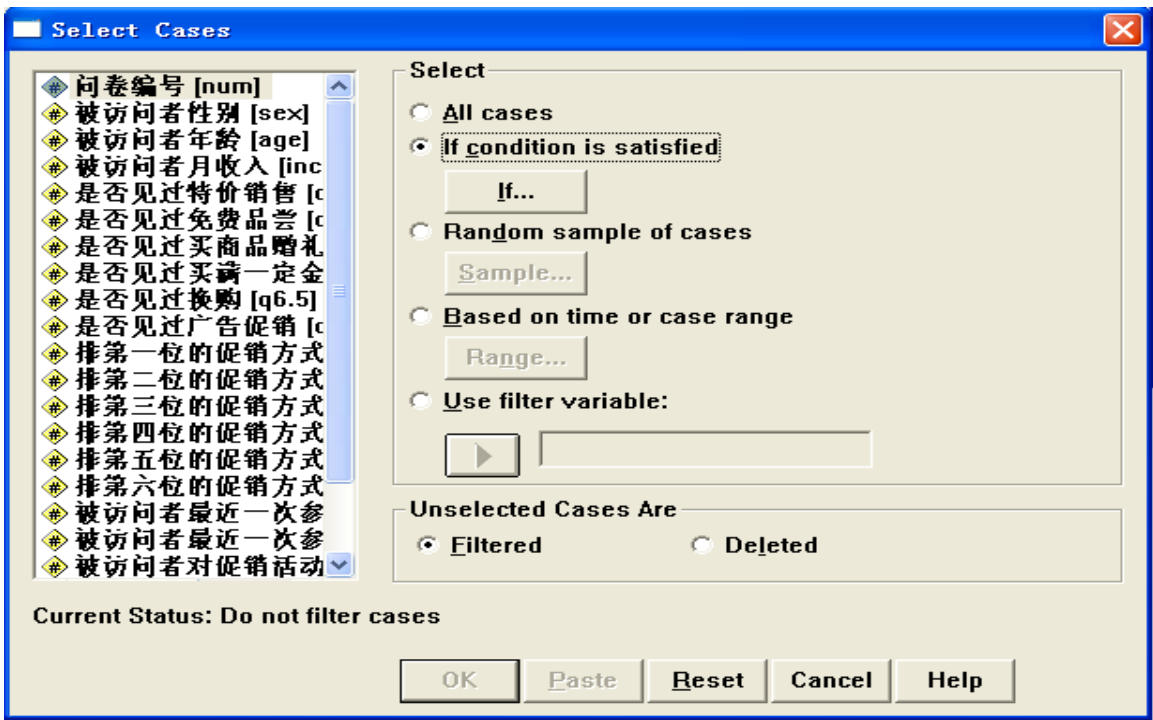 Select Cases
问卷编号 [num]
被访问者性别 [sex]
被访问者年龄 [age]
被访问者月收入 [inc
是否见过特价销售 [q
是否见过免费品尝 [q
是否见过买商品赠礼
是否见过买满一定金
是否见过换购 [q6.5]
是否见过广告促销 [q
排第一位的促销方式
排第二位的促销方式
排第三位的促销方式
排第四位的促销方式
排第五位的促销方式
排第六位的促销方式
被访问者最近一次参
被访问者最近一次参
被访问者对促销活动
Select
All cases
If condition is satisfied
If...
Random sample of cases
Sample...
Based on time or case range
Range...
Use filter variable:
Unselected Cases Are
Filtered Deleted
Current Status: Do not filter cases
OK Paste Reset Cancel Help